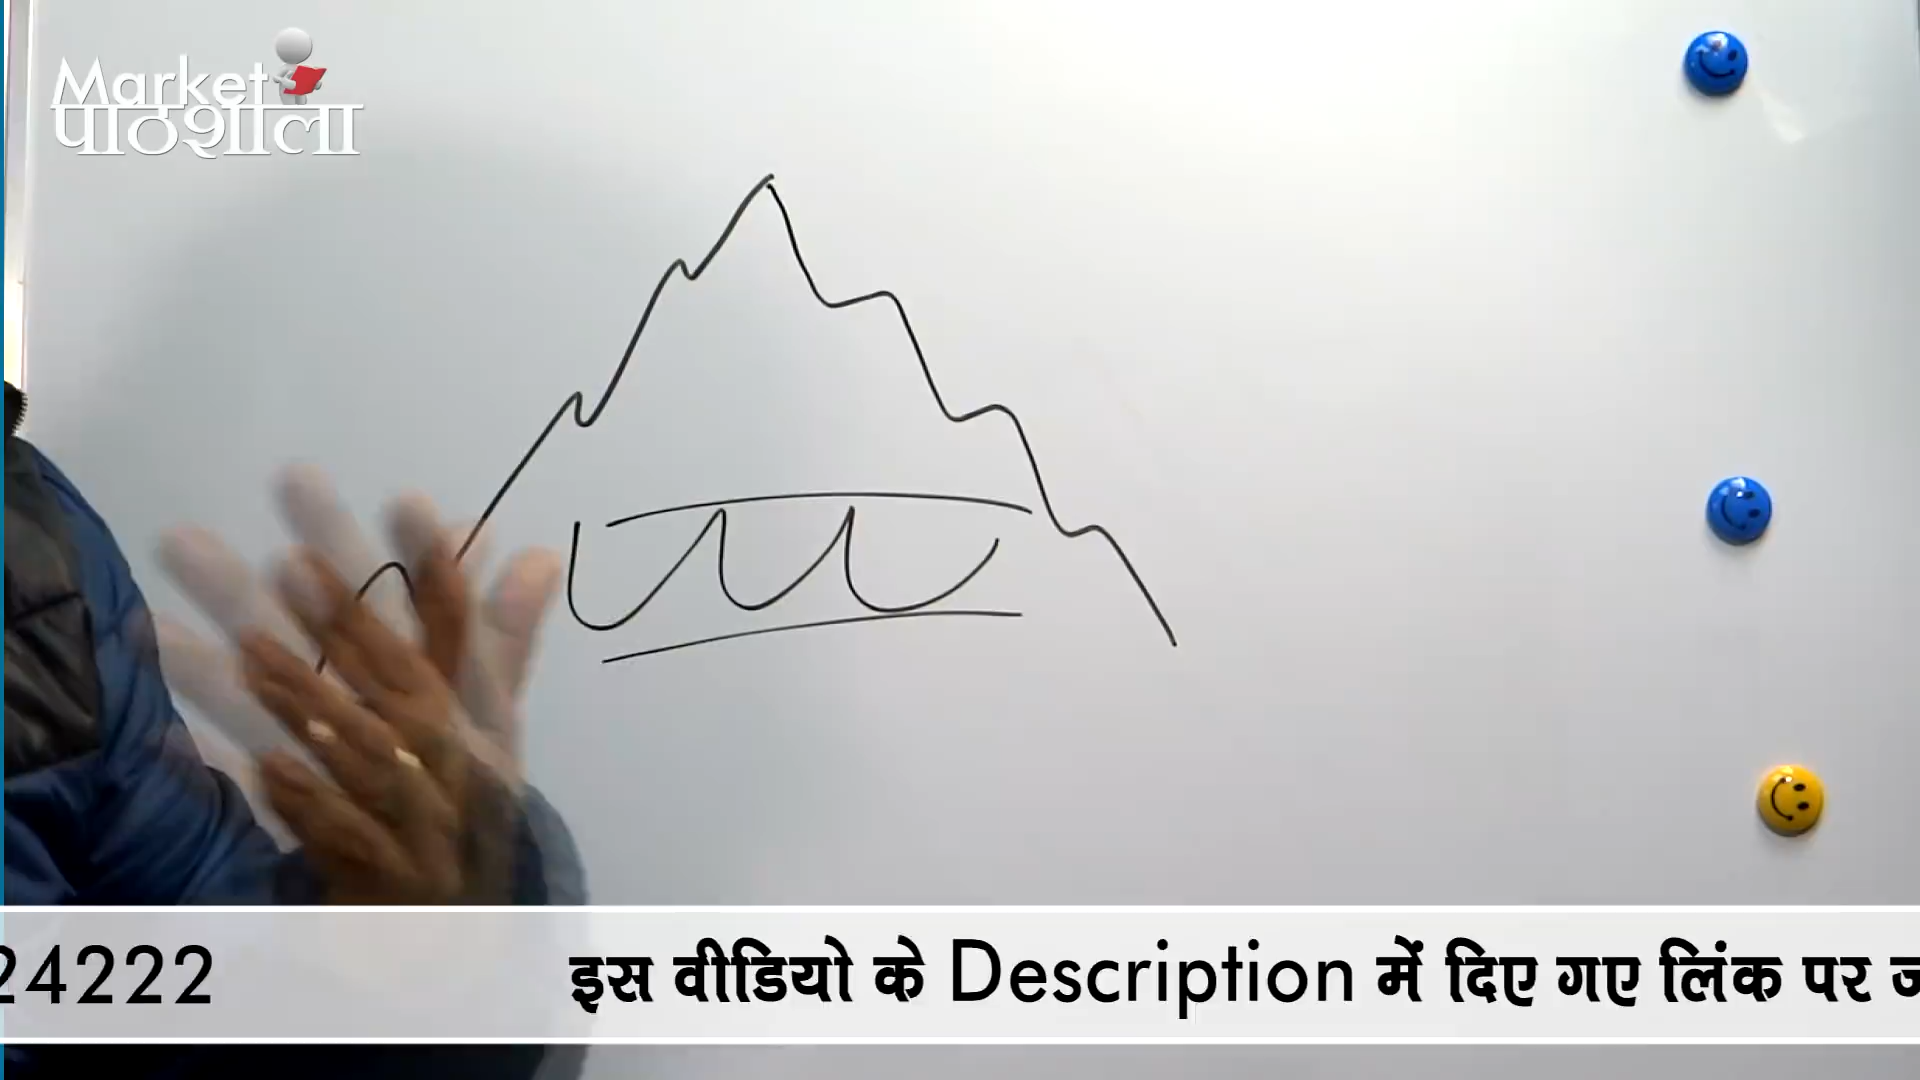 Market
पाठशाला
24222 इस वीडियो के Description में दिए गए लिंक पर